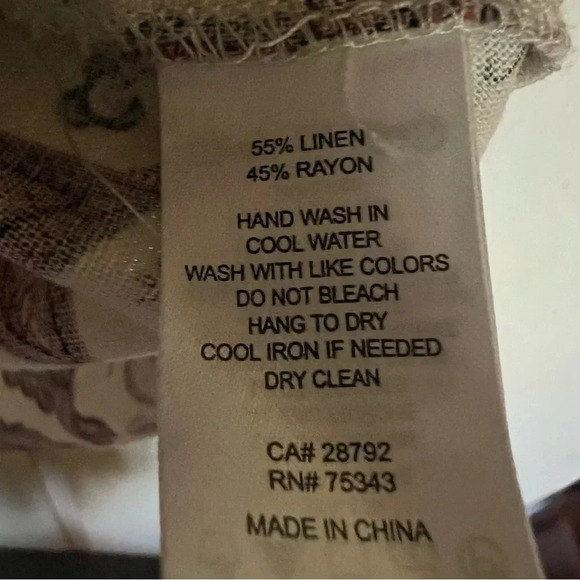 55% LINEN
45% RAYON
HAND WASH IN
COOL WATER
WASH WITH LIKE COLORS
DO NOT BLEACH
HANG TO DRY
COOL IRON IF NEEDED
DRY CLEAN
CA# 28792
RN# 75343
MADE IN CHINA